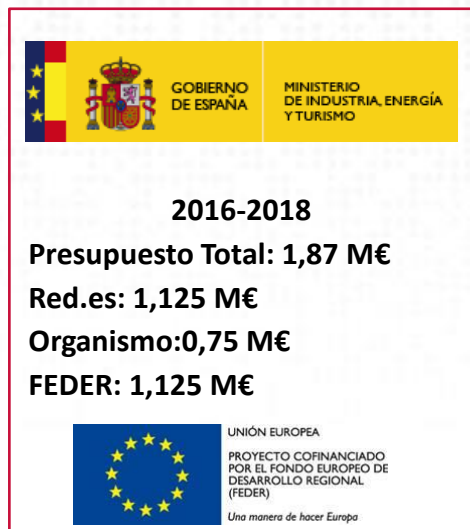 GOBIERNO
DE ESPAÑA
MINISTERIO
DE INDUSTRIA, ENERGÍA
Y TURISMO
2016-2018
Presupuesto Total: 1,87 M€
Red.es: 1,125 M€
Organismo:0,75 M€
FEDER: 1,125 M€
UNIÓN EUROPEA
PROYECTO COFINANCIADO
POR EL FONDO EUROPEO DE
DESARROLLO REGIONAL
(FEDER)
Una manera de hacer Europa